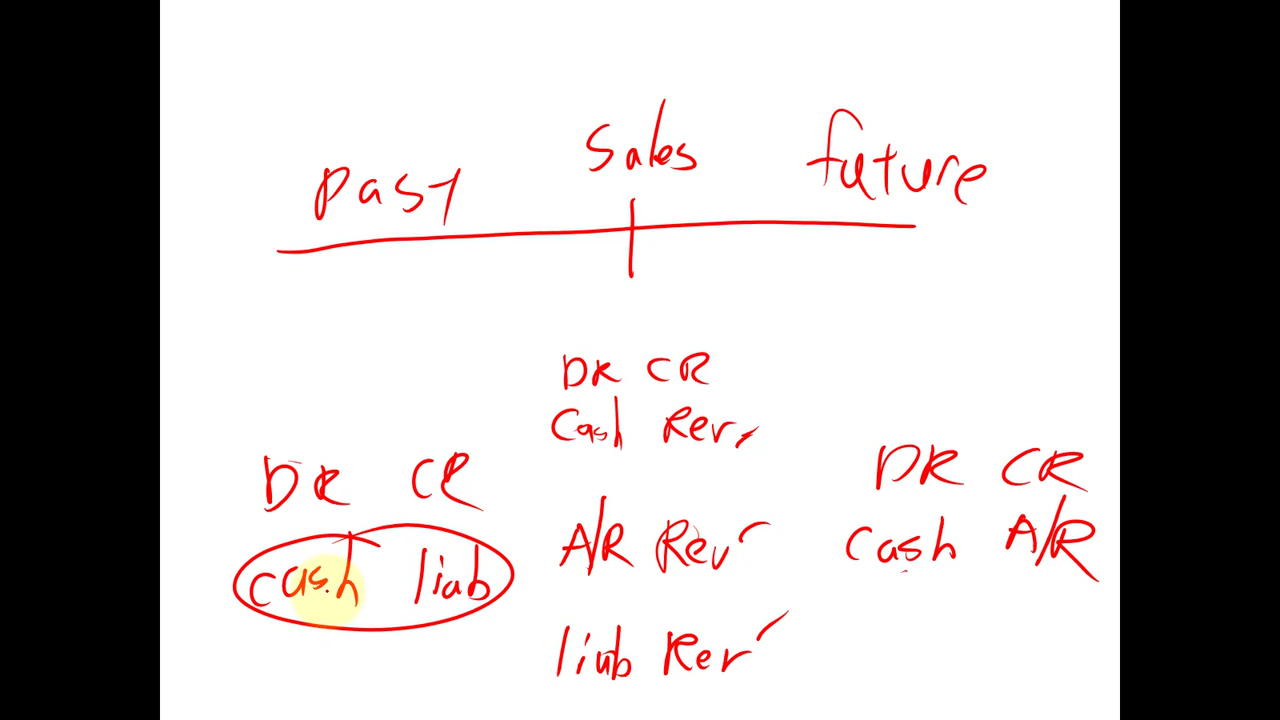 Past Sales future
DR CR
Cash Rev
DR CR
cash liab
A/R Rev
liab Rev
DR CR
cash A/R